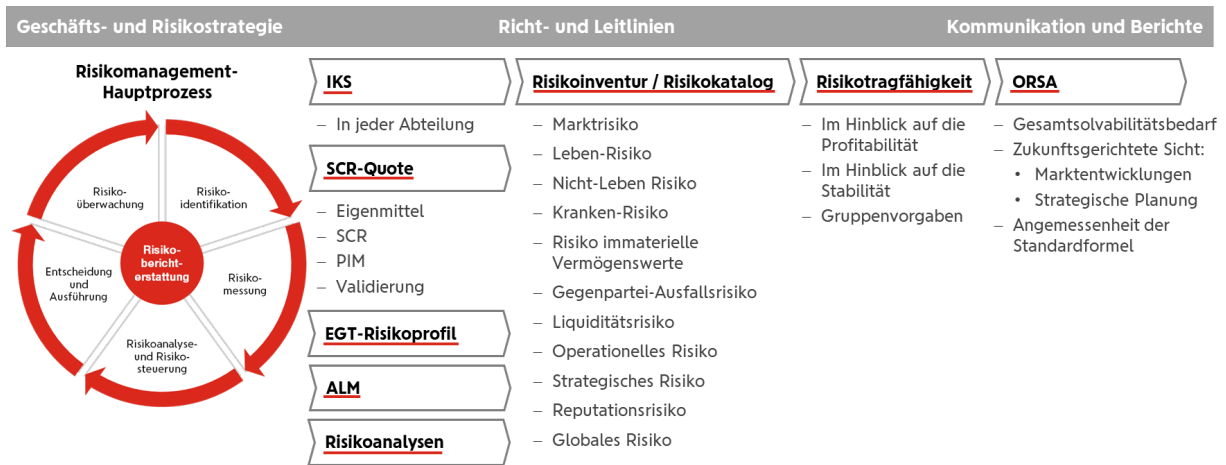 Geschäfts- und Risikostrategie
Richt- und Leitlinien
Kommunikation und Berichte
Risikomanagement-
Hauptprozess
Risiko-
überwachung
Risiko-
identifikation
Risiko-
bericht-
erstattung
Entscheidung
und
Ausführung
Risiko-
messung
Risikoanalyse-
und Risiko-
steuerung
IKS
– In jeder Abteilung
SCR-Quote
– Eigenmittel
– SCR
– PIM
– Validierung
EGT-Risikoprofil
ALM
Risikoanalysen
Risikoinventur / Risikokatalog
– Marktrisiko
– Leben-Risiko
– Nicht-Leben Risiko
– Kranken-Risiko
– Risiko immaterielle
Vermögenswerte
– Gegenpartei-Ausfallsrisiko
– Liquiditätsrisiko
– Operationelles Risiko
– Strategisches Risiko
– Reputationsrisiko
– Globales Risiko
Risikotragfähigkeit
– Im Hinblick auf die
Profitabilität
– Im Hinblick auf die
Stabilität
– Gruppenvorgaben
ORSA
– Gesamtsolvabilitätsbedarf
– Zukunftsgerichtete Sicht:
• Marktentwicklungen
• Strategische Planung
– Angemessenheit der
Standardformel